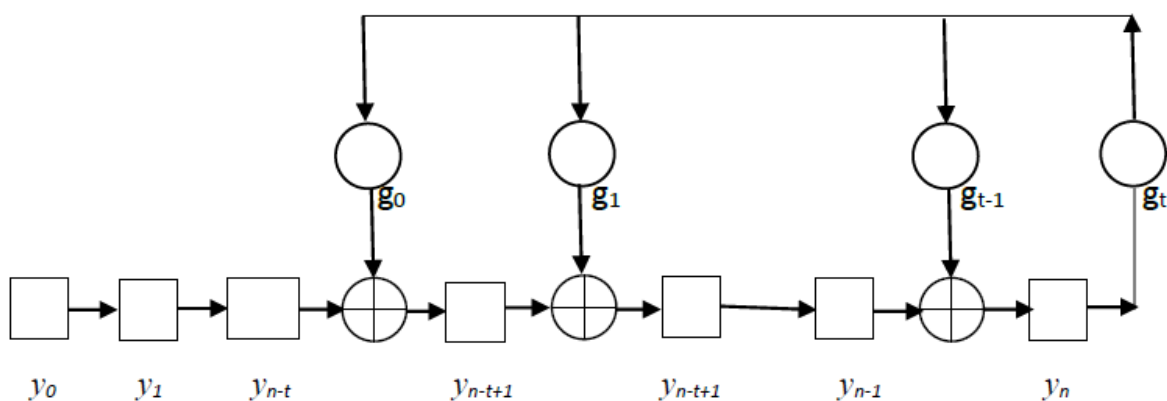 g₀ g₁ gₜ₋₁ gₜ
y₀ y₁ yₙ₋ₜ yₙ₋ₜ₊₁ yₙ₋ₜ₊₁ yₙ₋₁ yₙ